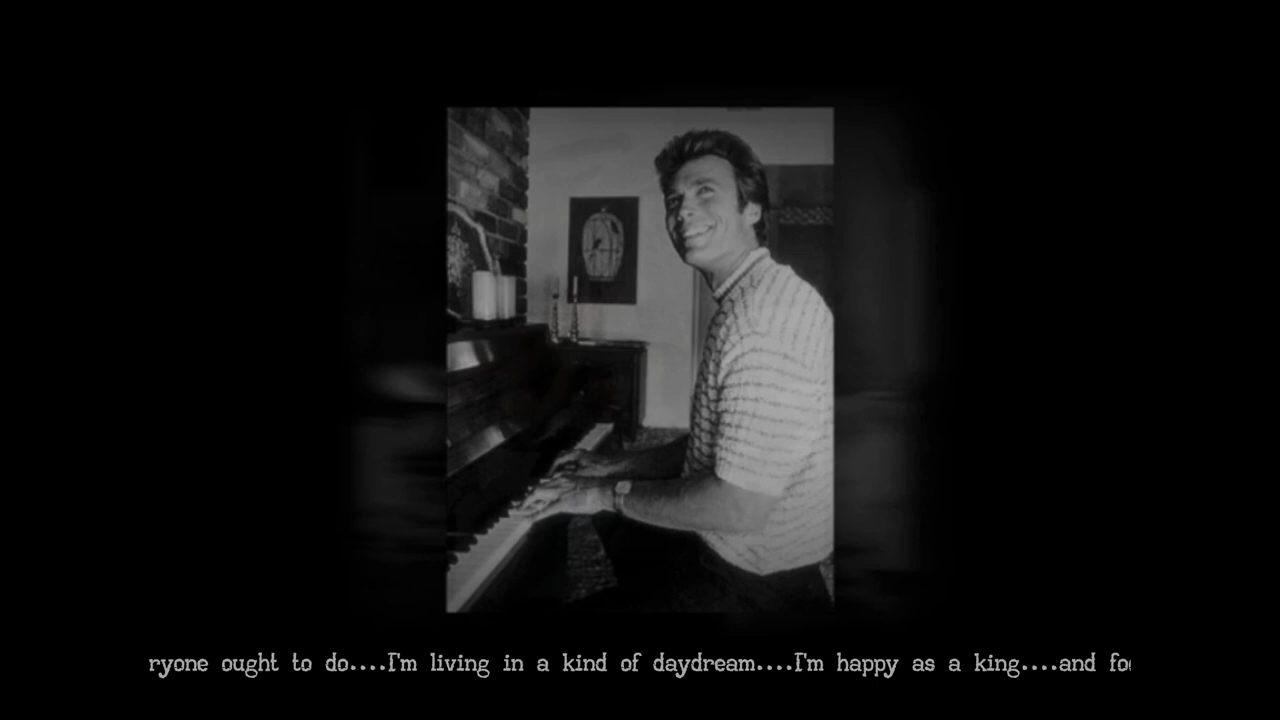 ryone ought to do....I'm living in a kind of daydream....I'm happy as a king....and fo